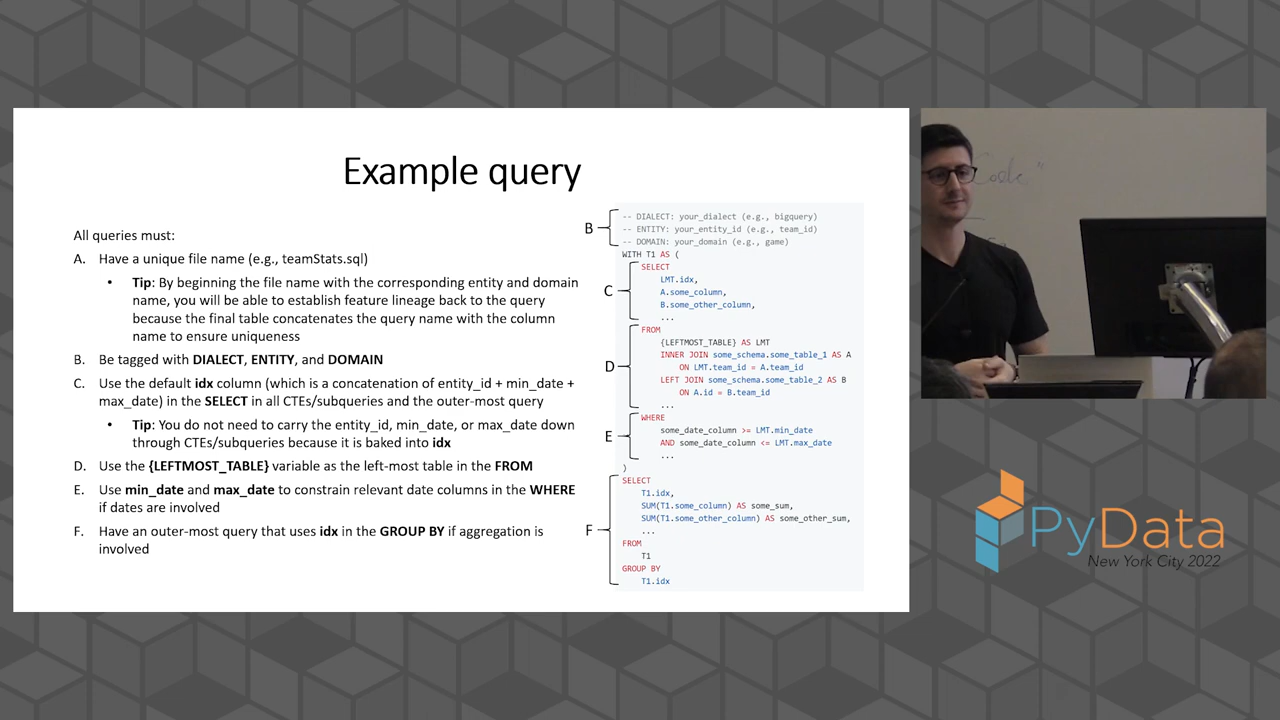 Example query
All queries must:
A. Have a unique file name (e.g., teamStats.sql)
• Tip: By beginning the file name with the corresponding entity and domain
name, you will be able to establish feature lineage back to the query
because the final table concatenates the query name with the column
name to ensure uniqueness
B. Be tagged with DIALECT, ENTITY, and DOMAIN
C. Use the default idx column (which is a concatenation of entity_id + min_date +
max_date) in the SELECT in all CTEs/subqueries and the outer-most query
• Tip: You do not need to carry the entity_id, min_date, or max_date down
through CTEs/subqueries because it is baked into idx
D. Use the {LEFTMOST_TABLE} variable as the left-most table in the FROM
E. Use min_date and max_date to constrain relevant date columns in the WHERE
if dates are involved
F. Have an outer-most query that uses idx in the GROUP BY if aggregation is
involved
B
-- DIALECT: your_dialect (e.g., bigquery)
-- ENTITY: your_entity_id (e.g., team_id)
-- DOMAIN: your_domain (e.g., game)
WITH T1 AS (
C
SELECT
LMT.idx,
A.some_column,
B.some_other_column,
...
D
FROM
{LEFTMOST_TABLE} AS LMT
INNER JOIN some_schema.some_table_1 AS A
ON LMT.team_id = A.team_id
LEFT JOIN some_schema.some_table_2 AS B
ON A.id = B.team_id
...
E
WHERE
some_date_column >= LMT.min_date
AND some_date_column <= LMT.max_date
...
)
F
SELECT
T1.idx,
SUM(T1.some_column) AS some_sum,
SUM(T1.some_other_column) AS some_other_sum,
...
FROM
T1
GROUP BY
T1.idx
Code"
PyData
New York City 2022